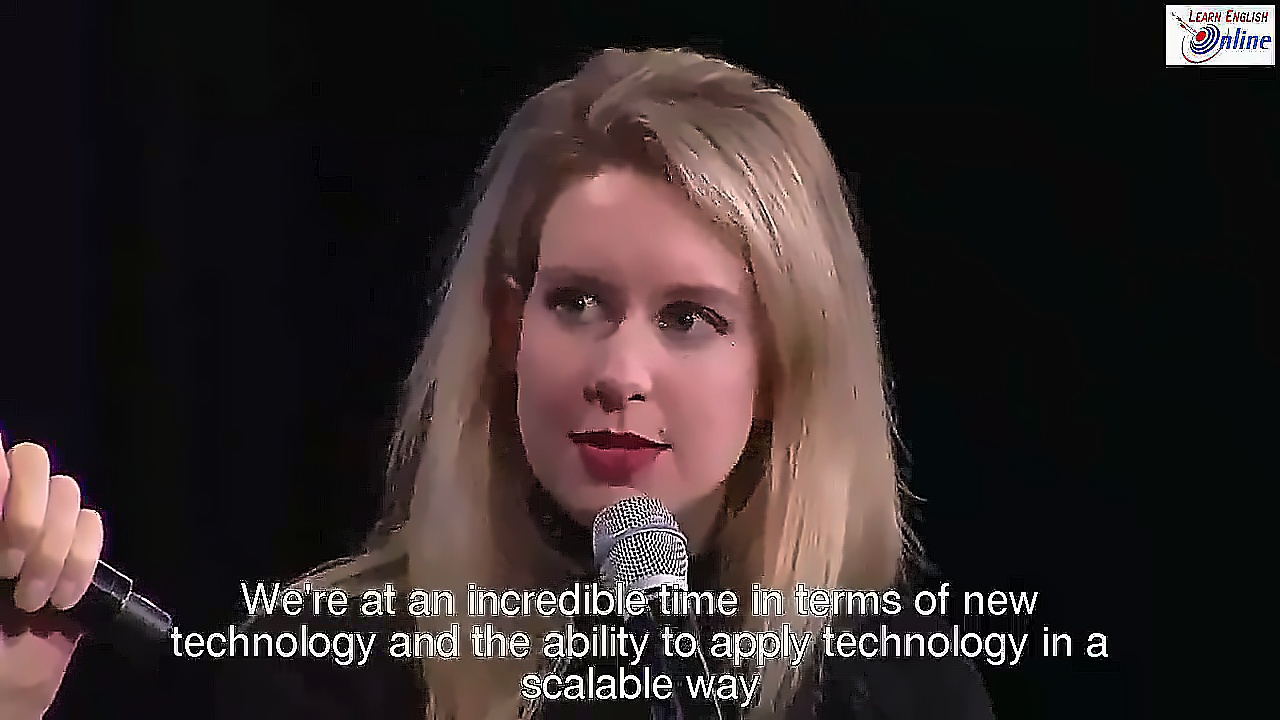 LEARN ENGLISH
Online
We're at an incredible time in terms of new
technology and the ability to apply technology in a
scalable way